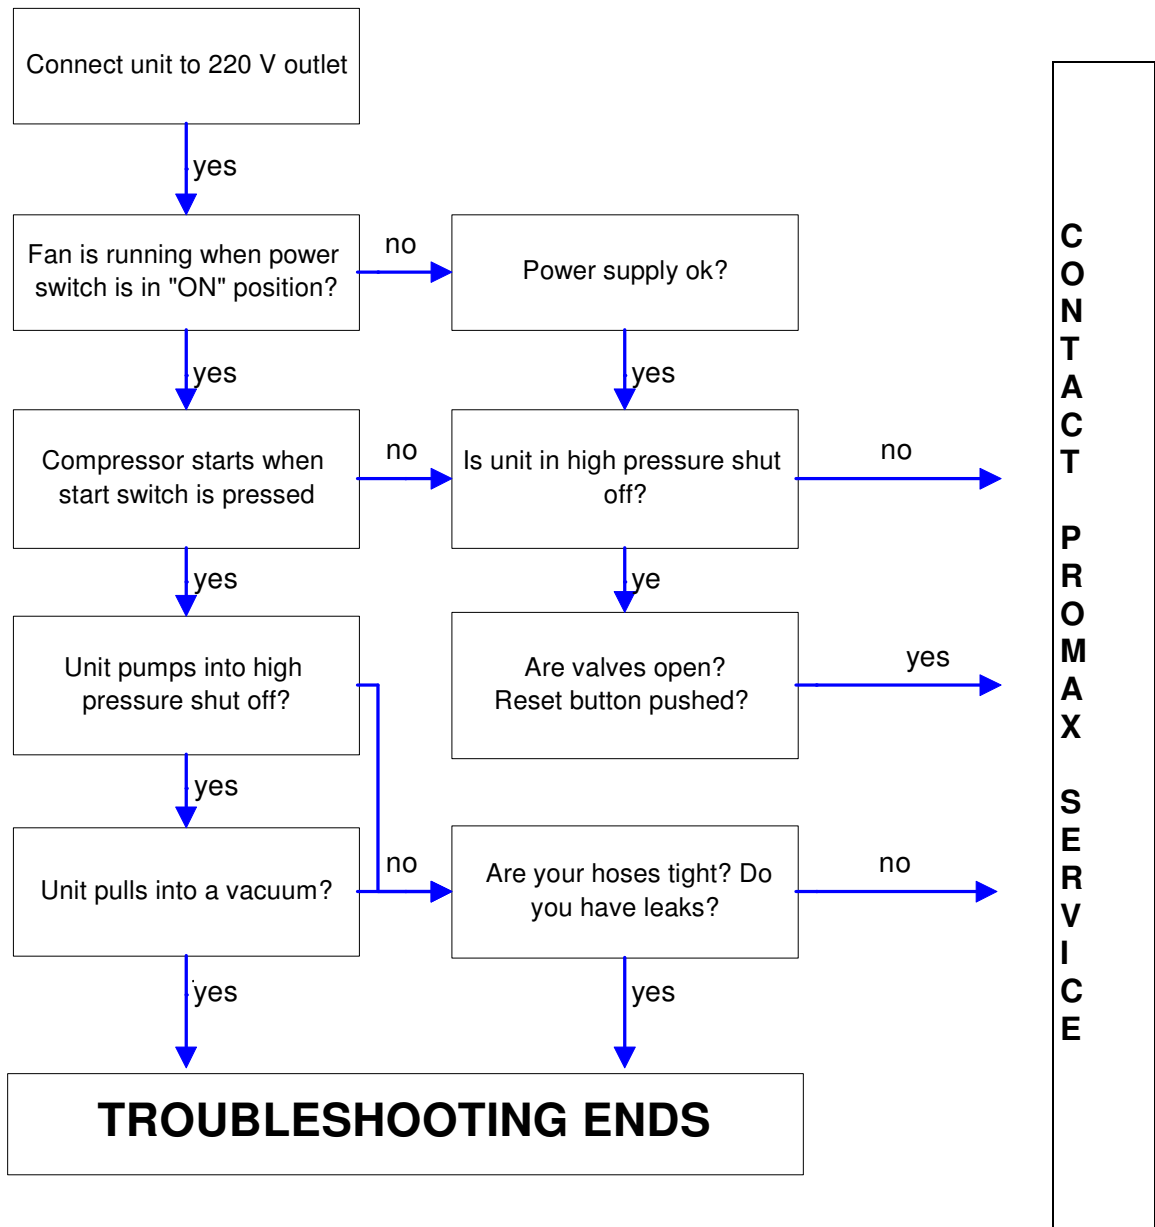 Connect unit to 220 V outlet
yes
Fan is running when power
switch is in "ON" position?
no
Power supply ok?
yes
yes
Compressor starts when
start switch is pressed
no
Is unit in high pressure shut
off?
no
yes
ye
Unit pumps into high
pressure shut off?
Are valves open?
Reset button pushed?
yes
yes
Unit pulls into a vacuum?
no
Are your hoses tight? Do
you have leaks?
no
yes
yes
TROUBLESHOOTING ENDS
CONTACT PROMAX SERVICE